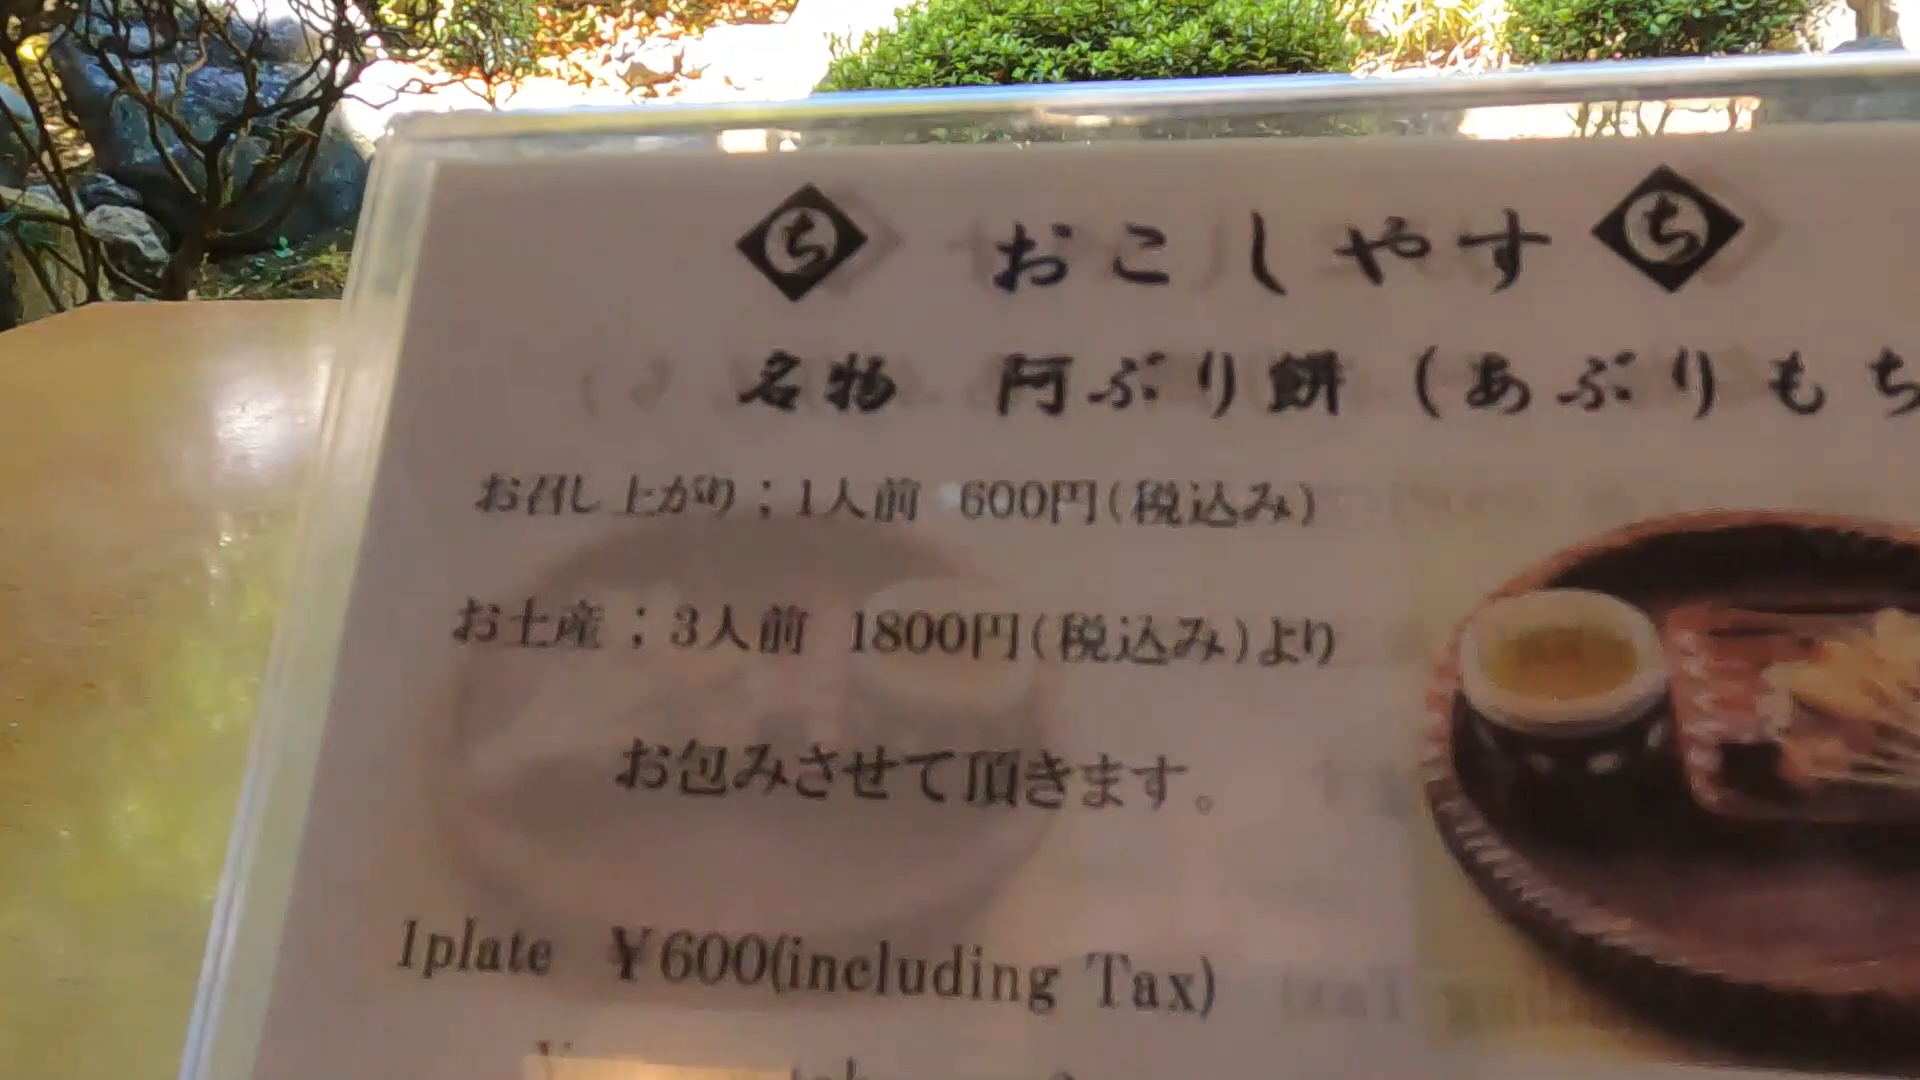 ち おこしやす ち
名物 阿ぶり餅（あぶりもち
お召し上がり；1人前 600円（税込み）
お土産；3人前 1800円（税込み）より
お包みさせて頂きます。
1plate ￥600(including Tax)